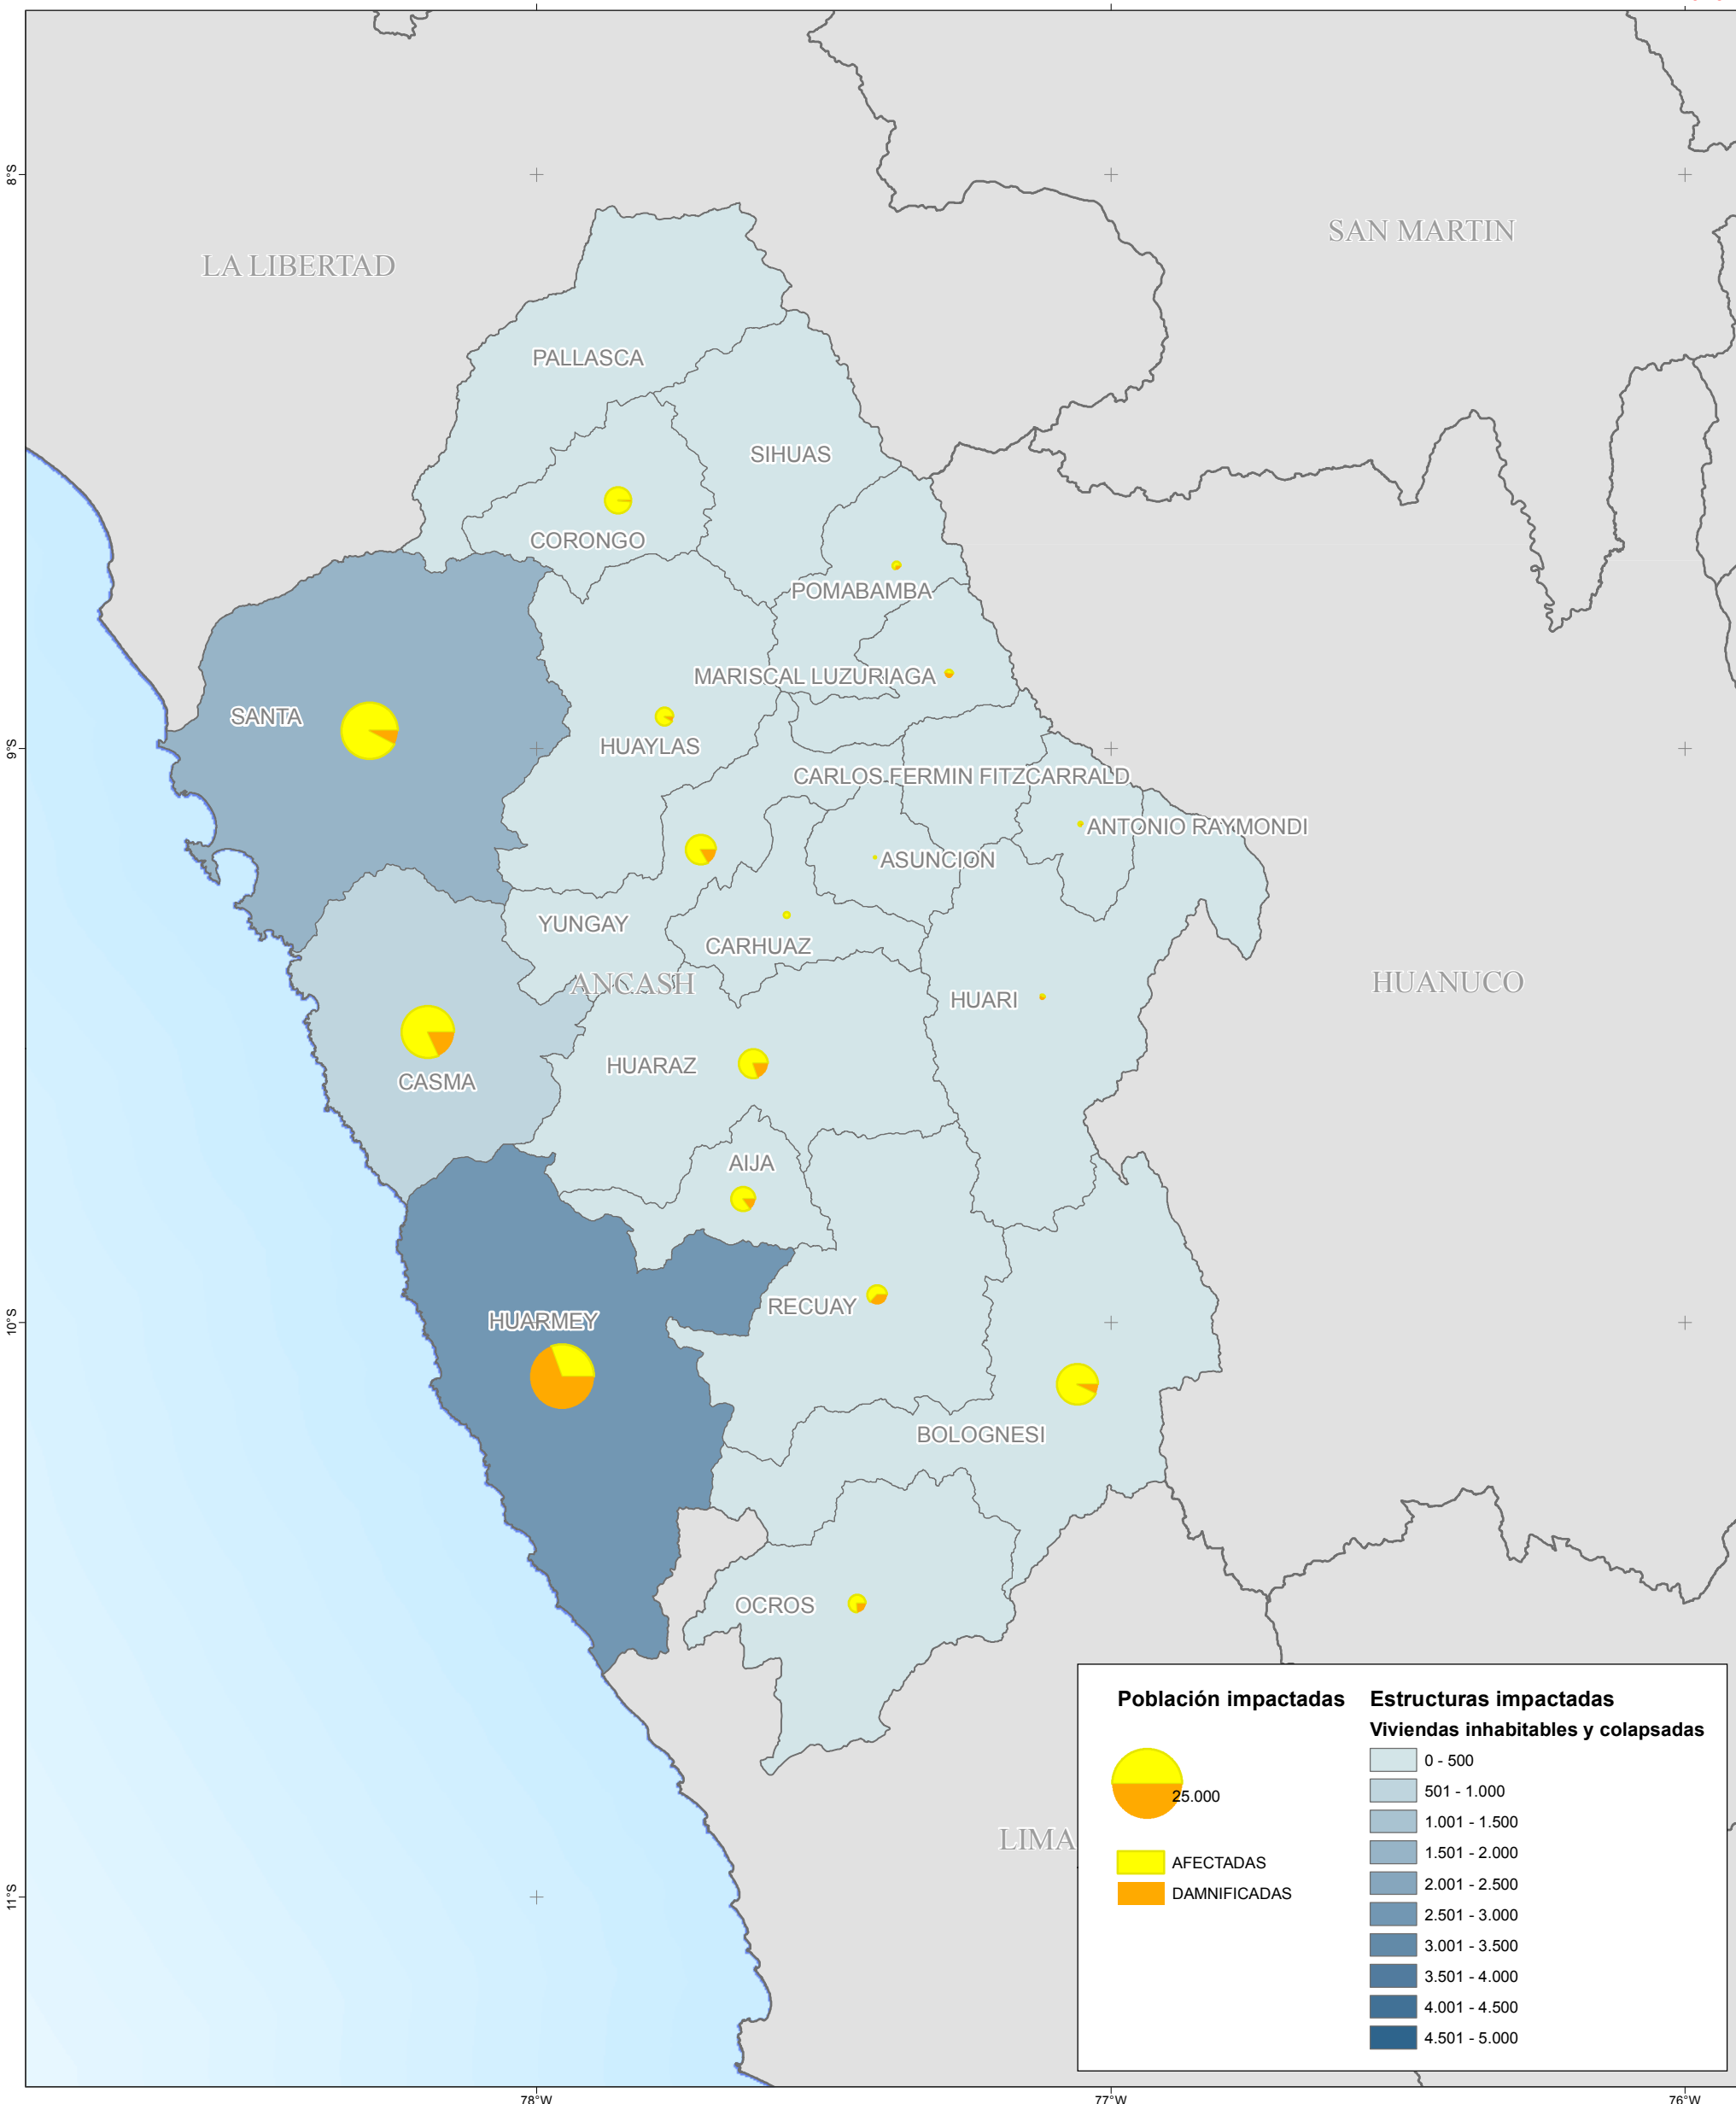 8°S
SAN MARTIN
LA LIBERTAD
PALLASCA
SIHUAS
CORONGO
POMABAMBA
MARISCAL LUZURIAGA
SANTA
HUAYLAS
9°S
CARLOS FERMIN FITZCARRALD
ANTONIO RAYMONDI
ASUNCION
YUNGAY
CARHUAZ
ANCASH
HUANUCO
HUARI
HUARAZ
CASMA
AIJA
RECUAY
10°S
HUARMEY
BOLOGNESI
OCROS
LIMA
11°S
Población impactadas
25.000
AFECTADAS
DAMNIFICADAS
Estructuras impactadas
Viviendas inhabitables y colapsadas
0 - 500
501 - 1.000
1.001 - 1.500
1.501 - 2.000
2.001 - 2.500
2.501 - 3.000
3.001 - 3.500
3.501 - 4.000
4.001 - 4.500
4.501 - 5.000
78°W
77°W
76°W